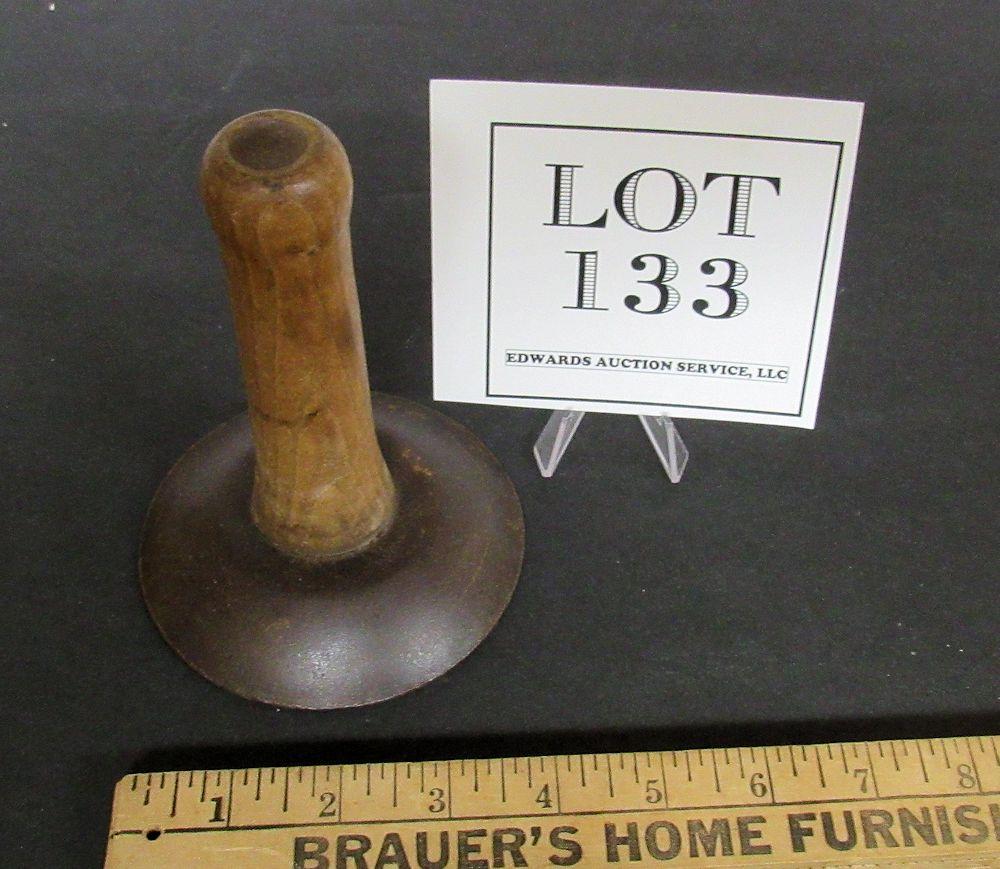 LOT
133
EDWARDS AUCTION SERVICE, LLC
1 2 3 4 5 6 7 8
BRAUER'S HOME FURNIS